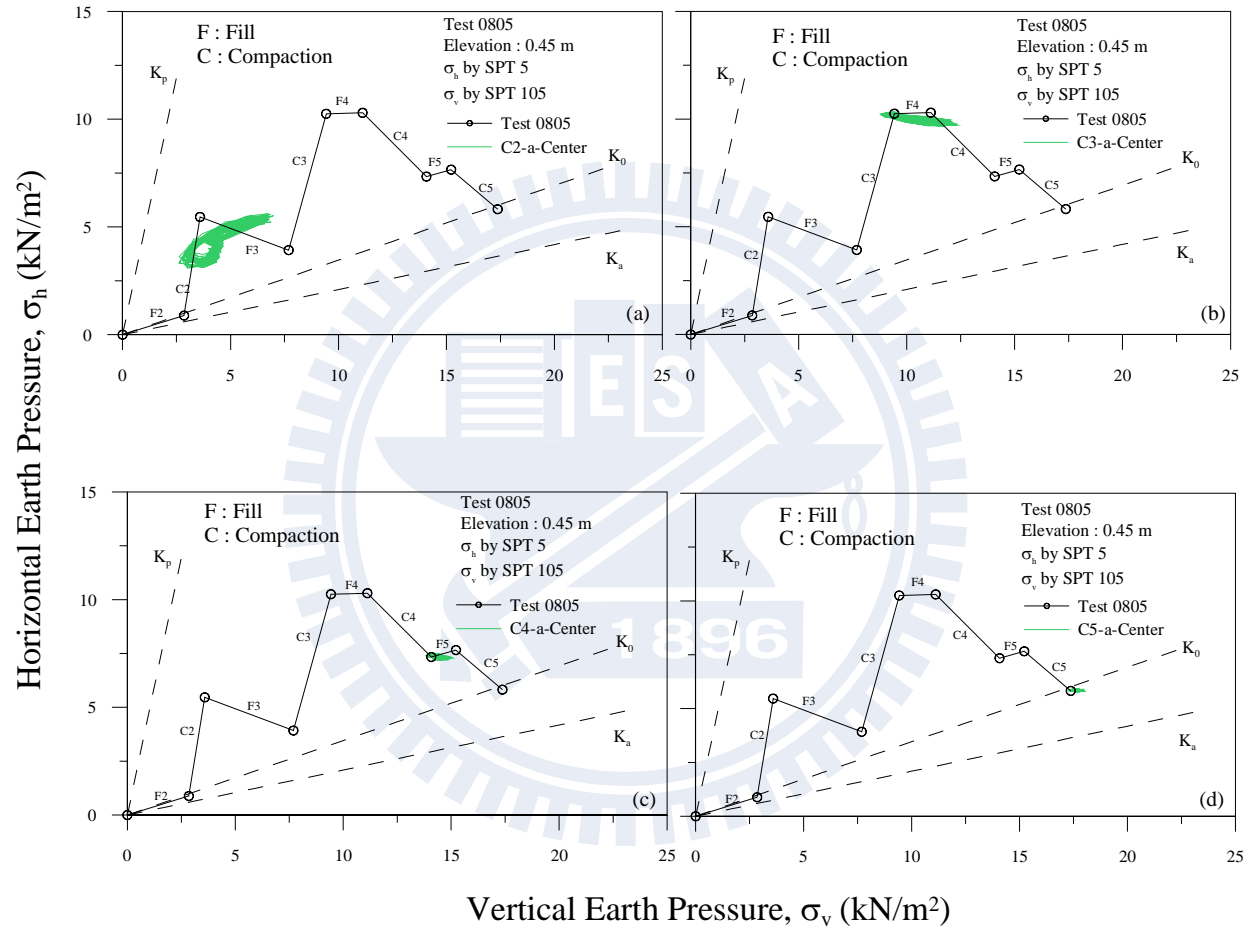 Horizontal Earth Pressure, σh (kN/m²)
15
10
5
0
F : Fill
C : Compaction
Test 0805
Elevation : 0.45 m
σh by SPT 5
σv by SPT 105
Test 0805
C2-a-Center
Kp
K0
Ka
F2
C2
F3
C3
F4
C4
F5
C5
(a)
0 5 10 15 20 25
15
10
5
0
F : Fill
C : Compaction
Test 0805
Elevation : 0.45 m
σh by SPT 5
σv by SPT 105
Test 0805
C3-a-Center
Kp
K0
Ka
F2
C2
F3
C3
F4
C4
F5
C5
(b)
0 5 10 15 20 25
15
10
5
0
F : Fill
C : Compaction
Test 0805
Elevation : 0.45 m
σh by SPT 5
σv by SPT 105
Test 0805
C4-a-Center
Kp
K0
Ka
F2
C2
F3
C3
F4
C4
F5
C5
(c)
0 5 10 15 20 25
15
10
5
0
F : Fill
C : Compaction
Test 0805
Elevation : 0.45 m
σh by SPT 5
σv by SPT 105
Test 0805
C5-a-Center
Kp
K0
Ka
F2
C2
F3
C3
F4
C4
F5
C5
(d)
0 5 10 15 20 25
Vertical Earth Pressure, σv (kN/m²)
E S A
1896